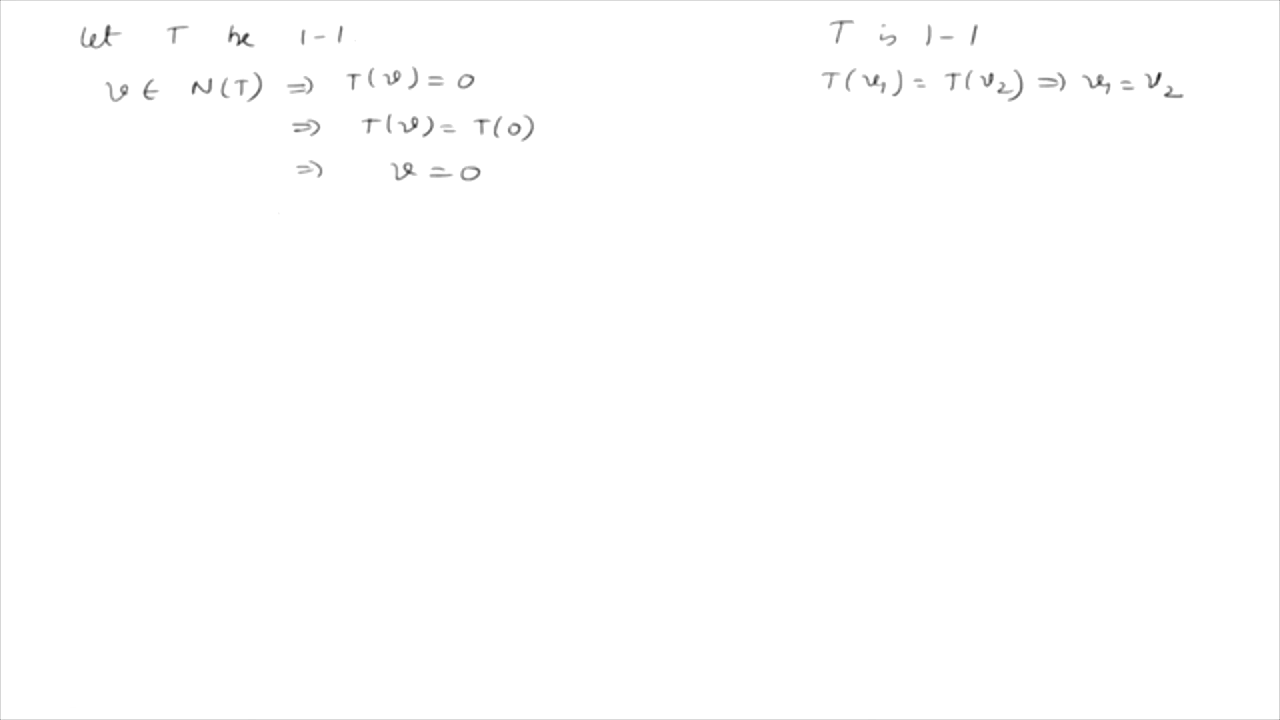 Let T be 1-1
v ∈ N(T) ⇒ T(v) = 0
⇒ T(v) = T(0)
⇒ v = 0
T is 1-1
T(v₁) = T(v₂) ⇒ v₁ = v₂